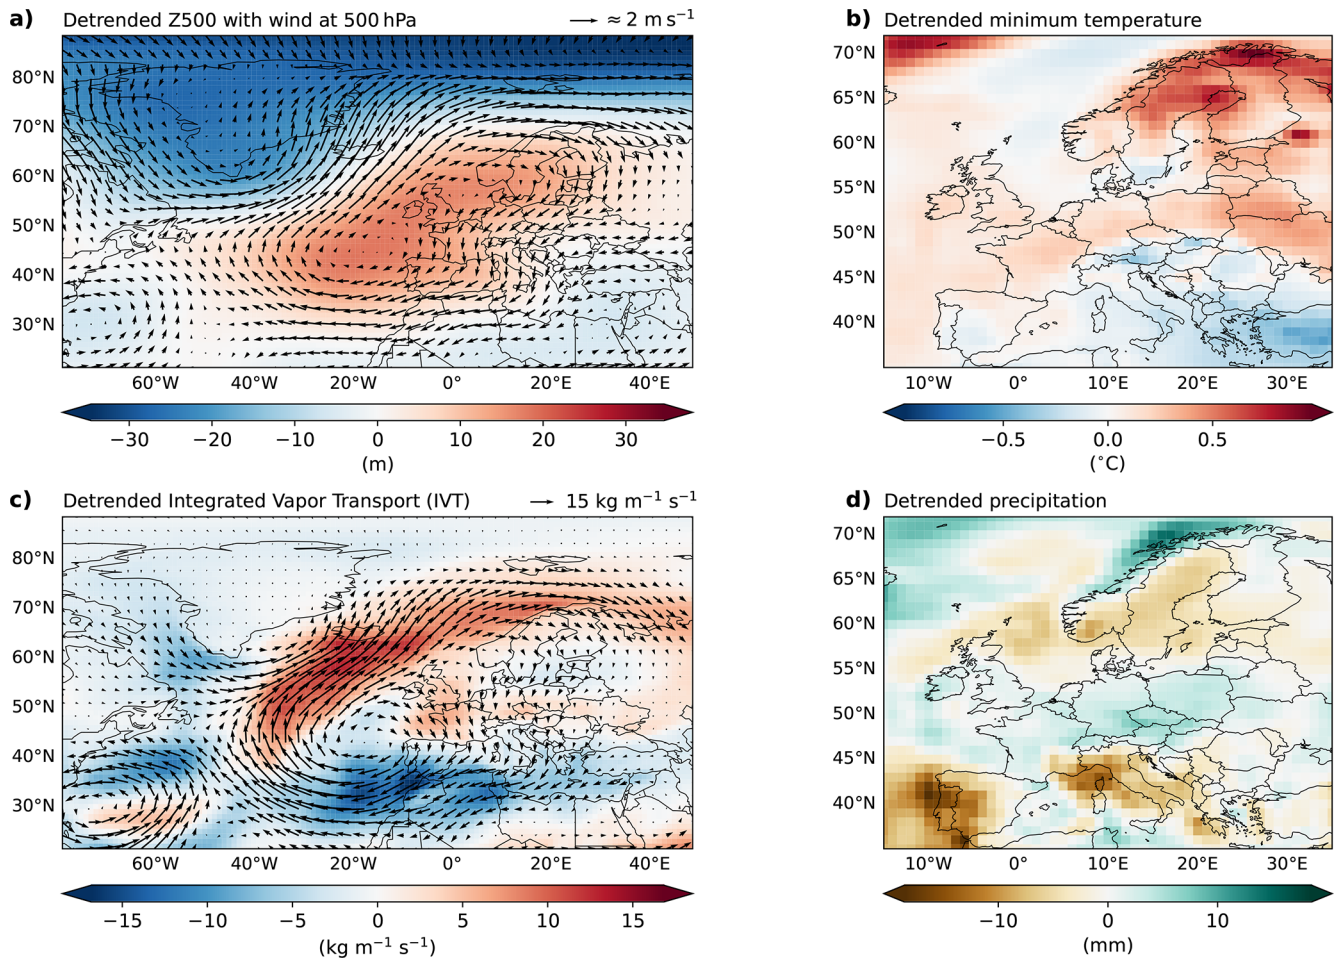 a) Detrended Z500 with wind at 500 hPa ≈ 2 m s⁻¹
80°N
70°N
60°N
50°N
40°N
30°N
60°W 40°W 20°W 0° 20°E 40°E
−30 −20 −10 0 10 20 30
(m)
b) Detrended minimum temperature
70°N
65°N
60°N
55°N
50°N
45°N
40°N
10°W 0° 10°E 20°E 30°E
−0.5 0.0 0.5
(°C)
c) Detrended Integrated Vapor Transport (IVT) 15 kg m⁻¹ s⁻¹
80°N
70°N
60°N
50°N
40°N
30°N
60°W 40°W 20°W 0° 20°E 40°E
−15 −10 −5 0 5 10 15
(kg m⁻¹ s⁻¹)
d) Detrended precipitation
70°N
65°N
60°N
55°N
50°N
45°N
40°N
10°W 0° 10°E 20°E 30°E
−10 0 10
(mm)